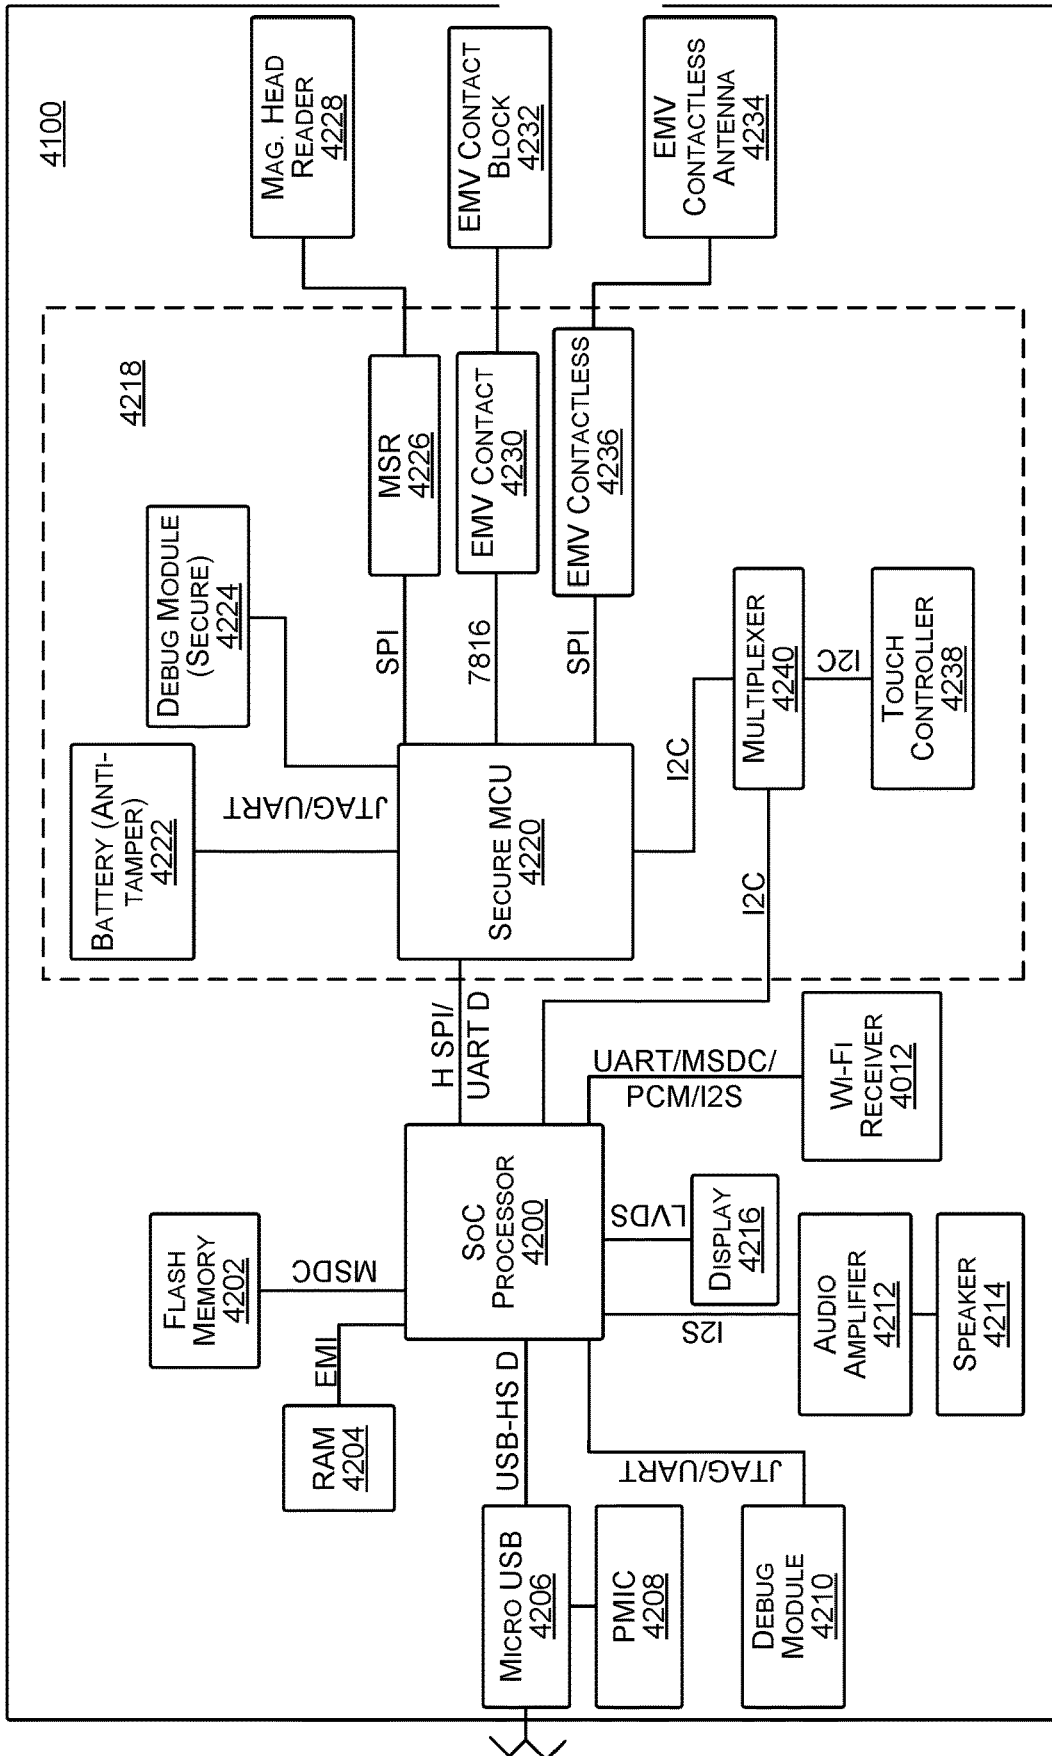 4100
MAG. HEAD
READER
4228
EMV CONTACT
BLOCK
4232
EMV
CONTACTLESS
ANTENNA
4234
4218
DEBUG MODULE
(SECURE)
4224
MSR
4226
EMV CONTACT
4230
EMV CONTACTLESS
4236
BATTERY (ANTI-
TAMPER)
4222
JTAG/UART
SPI
7816
SPI
SECURE MCU
4220
I2C
MULTIPLEXER
4240
I2C
TOUCH
CONTROLLER
4238
I2C
H SPI/
UART D
UART/MSDC/
PCM/I2S
WI-FI
RECEIVER
4012
FLASH
MEMORY
4202
MSDC
SOC
PROCESSOR
4200
LVDS
DISPLAY
4216
RAM
4204
EMI
USB-HS D
I2S
AUDIO
AMPLIFIER
4212
SPEAKER
4214
MICRO USB
4206
PMIC
4208
JTAG/UART
DEBUG
MODULE
4210